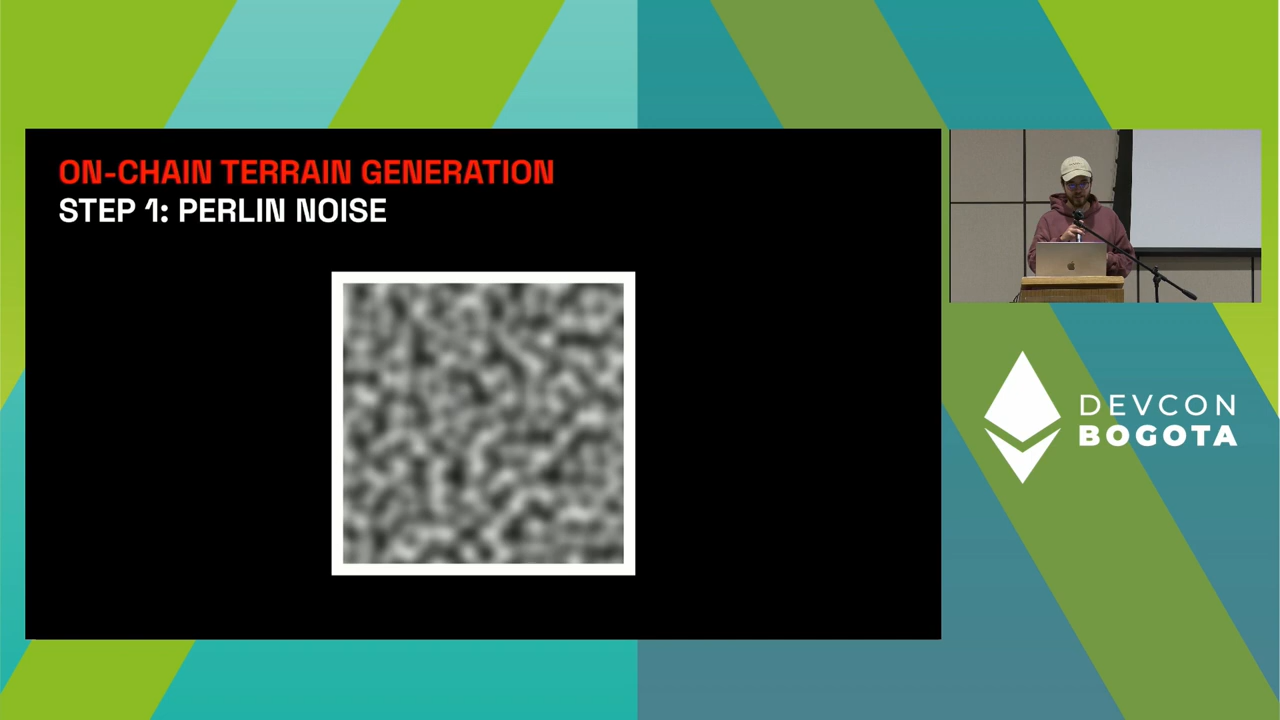 ON-CHAIN TERRAIN GENERATION
STEP 1: PERLIN NOISE
DEVCON
BOGOTA